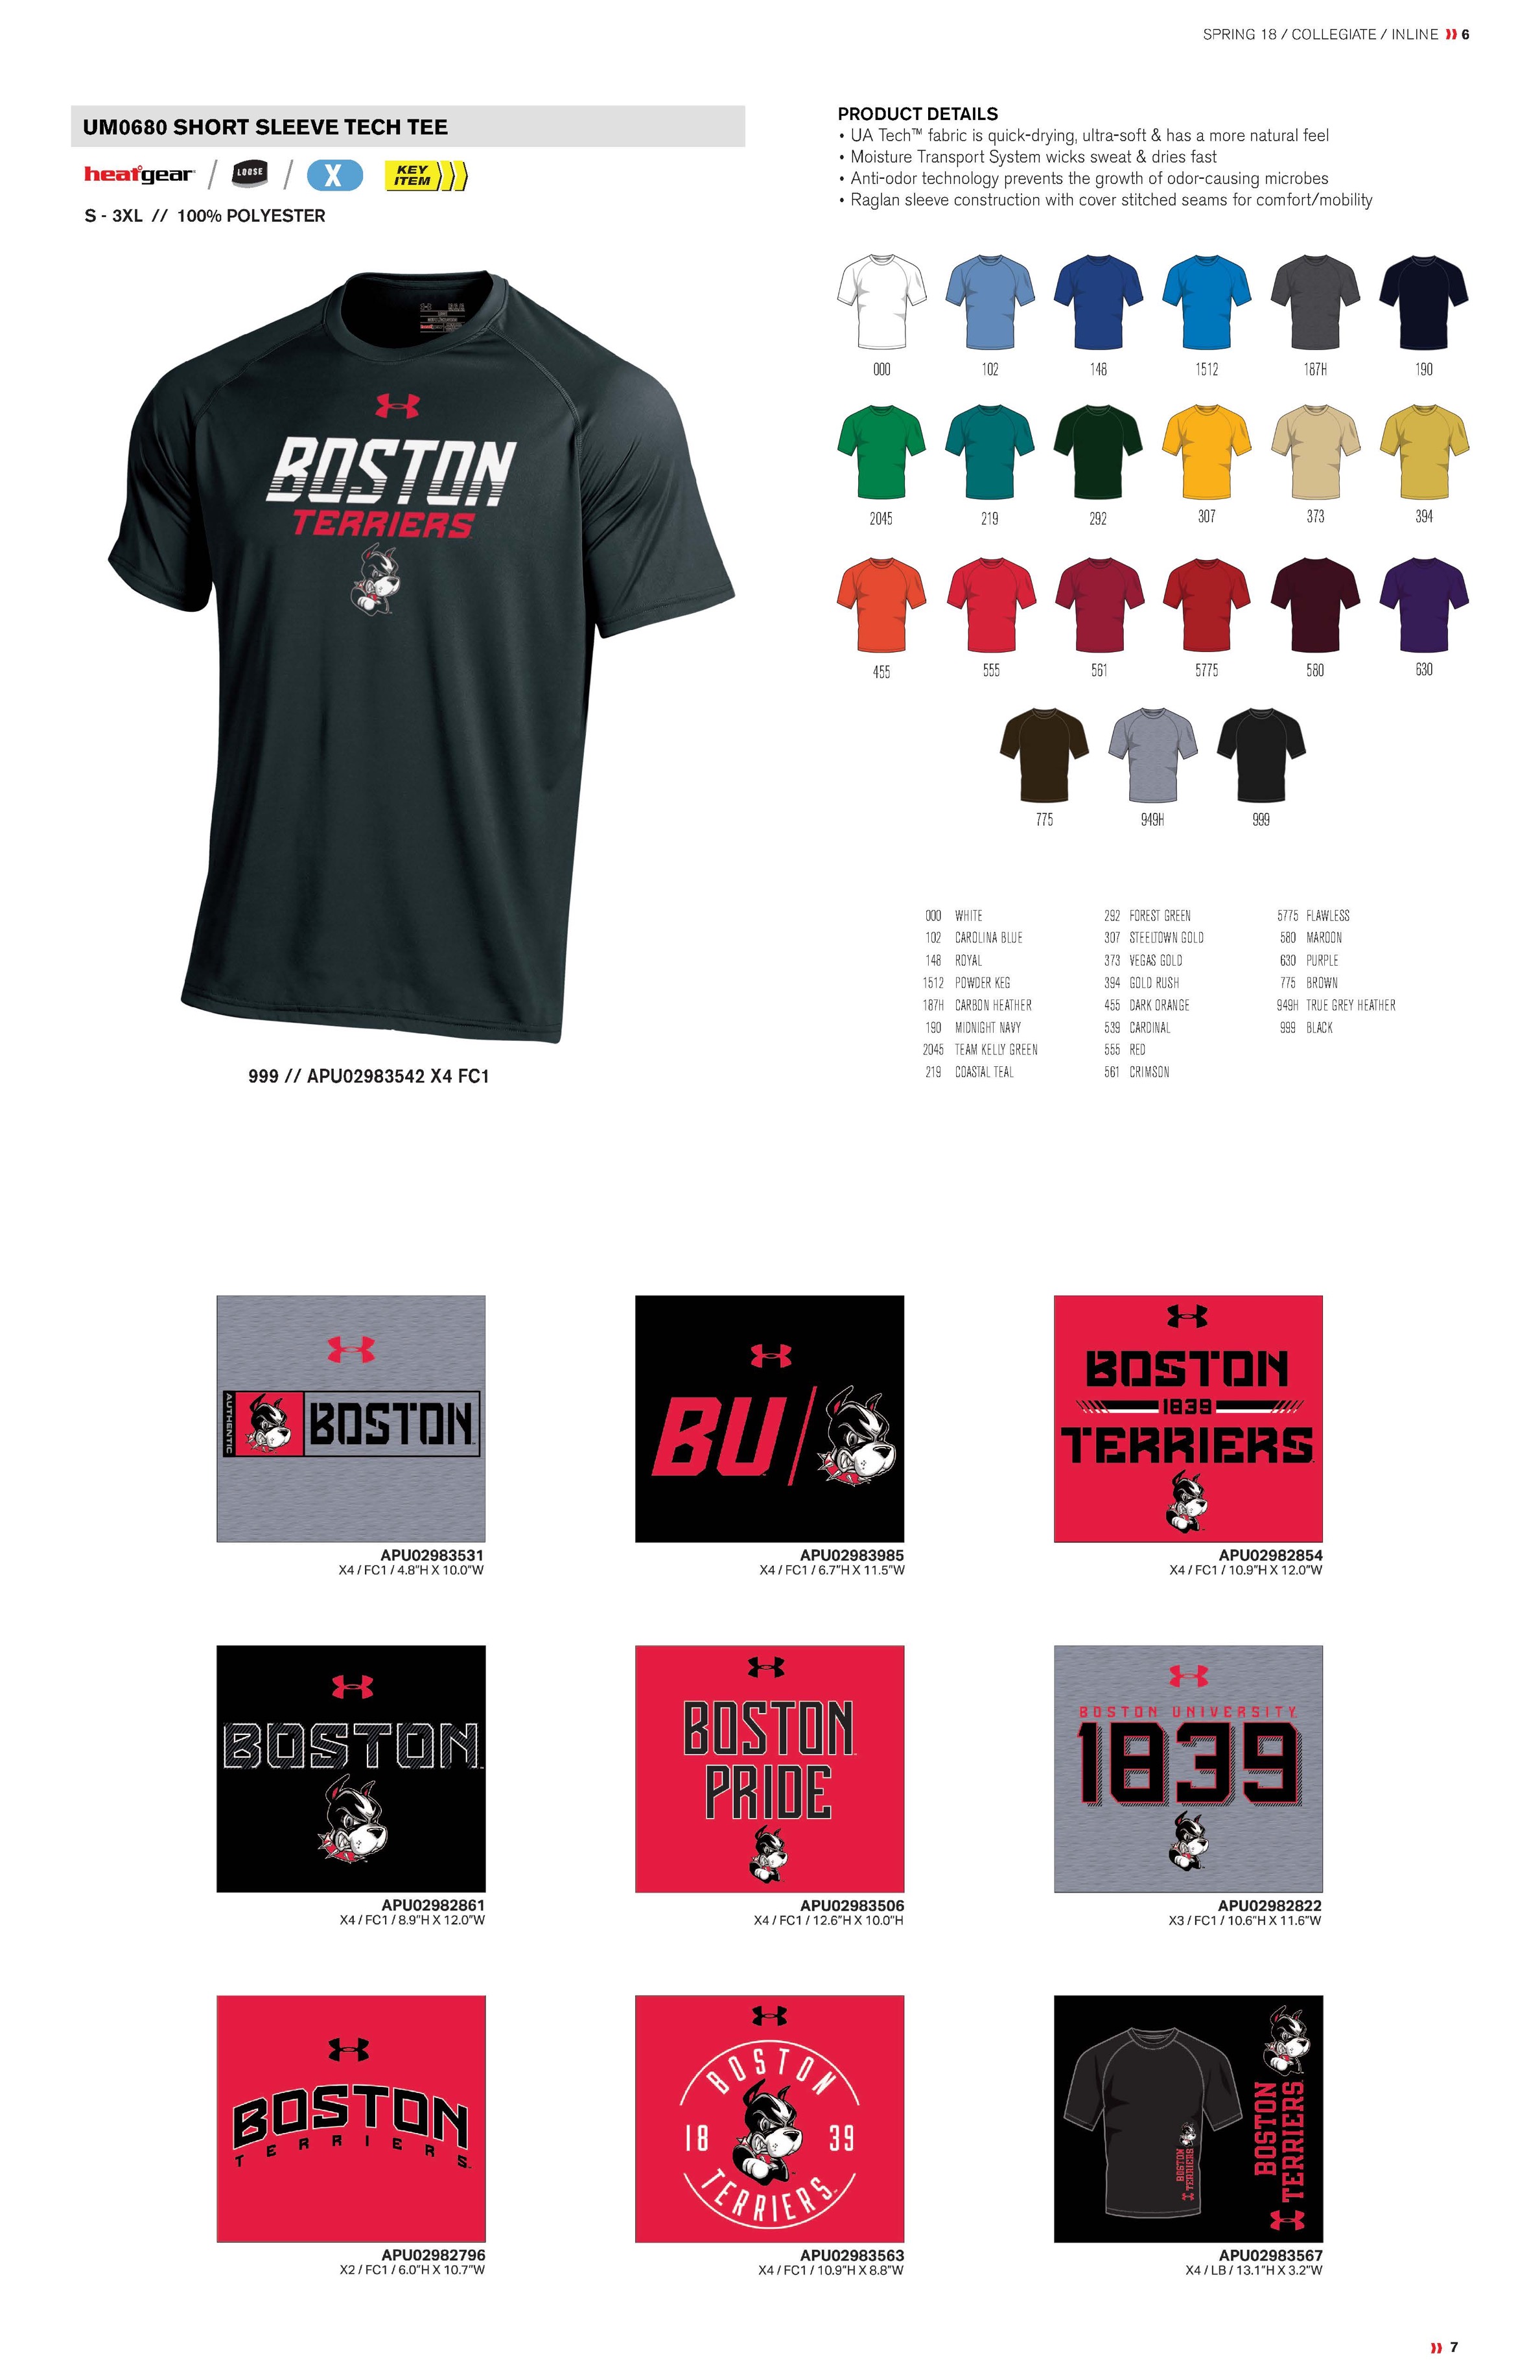 SPRING 18 / COLLEGIATE / INLINE 6
UM0680 SHORT SLEEVE TECH TEE
heatgear / LOOSE / X KEY ITEM
S - 3XL // 100% POLYESTER
BOSTON
TERRIERS
999 // APU02983542 X4 FC1
PRODUCT DETAILS
• UA Tech™ fabric is quick-drying, ultra-soft & has a more natural feel
• Moisture Transport System wicks sweat & dries fast
• Anti-odor technology prevents the growth of odor-causing microbes
• Raglan sleeve construction with cover stitched seams for comfort/mobility
000 102 148 1512 187H 190
2045 219 292 307 373 394
455 555 561 5775 580 630
775 949H 999
000 WHITE
102 CAROLINA BLUE
148 ROYAL
1512 POWDER KEG
187H CARBON HEATHER
190 MIDNIGHT NAVY
2045 TEAM KELLY GREEN
219 COASTAL TEAL
292 FOREST GREEN
307 STEELTOWN GOLD
373 VEGAS GOLD
394 GOLD RUSH
455 DARK ORANGE
539 CARDINAL
555 RED
561 CRIMSON
5775 FLAWLESS
580 MAROON
630 PURPLE
775 BROWN
949H TRUE GREY HEATHER
999 BLACK
AUTHENTIC
BOSTON
APU02983531
X4 / FC1 / 4.8"H X 10.0"W
BU
APU02983985
X4 / FC1 / 6.7"H X 11.5"W
BOSTON
1839
TERRIERS
APU02982854
X4 / FC1 / 10.9"H X 12.0"W
BOSTON
APU02982861
X4 / FC1 / 8.9"H X 12.0"W
BOSTON
PRIDE
APU02983506
X4 / FC1 / 12.6"H X 10.0"H
BOSTON UNIVERSITY
1839
APU02982822
X3 / FC1 / 10.6"H X 11.6"W
BOSTON
TERRIERS
APU02982796
X2 / FC1 / 6.0"H X 10.7"W
BOSTON
18 39
TERRIERS
APU02983563
X4 / FC1 / 10.9"H X 8.8"W
BOSTON
TERRIERS
BOSTON
TERRIERS
APU02983567
X4 / LB / 13.1"H X 3.2"W
7